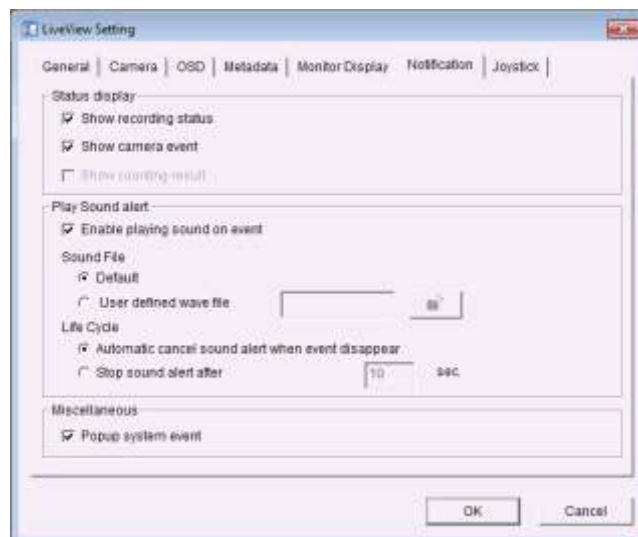 LiveView Setting
General | Camera | OSD | Metadata | Monitor Display | Notification | Joystick |
Status display
Show recording status
Show camera event
Show counting result
Play Sound alert
Enable playing sound on event
Sound File
Default
User defined wave file
Life Cycle
Automatic cancel sound alert when event disappear
Stop sound alert after 10 sec
Miscellaneous
Popup system event
OK Cancel